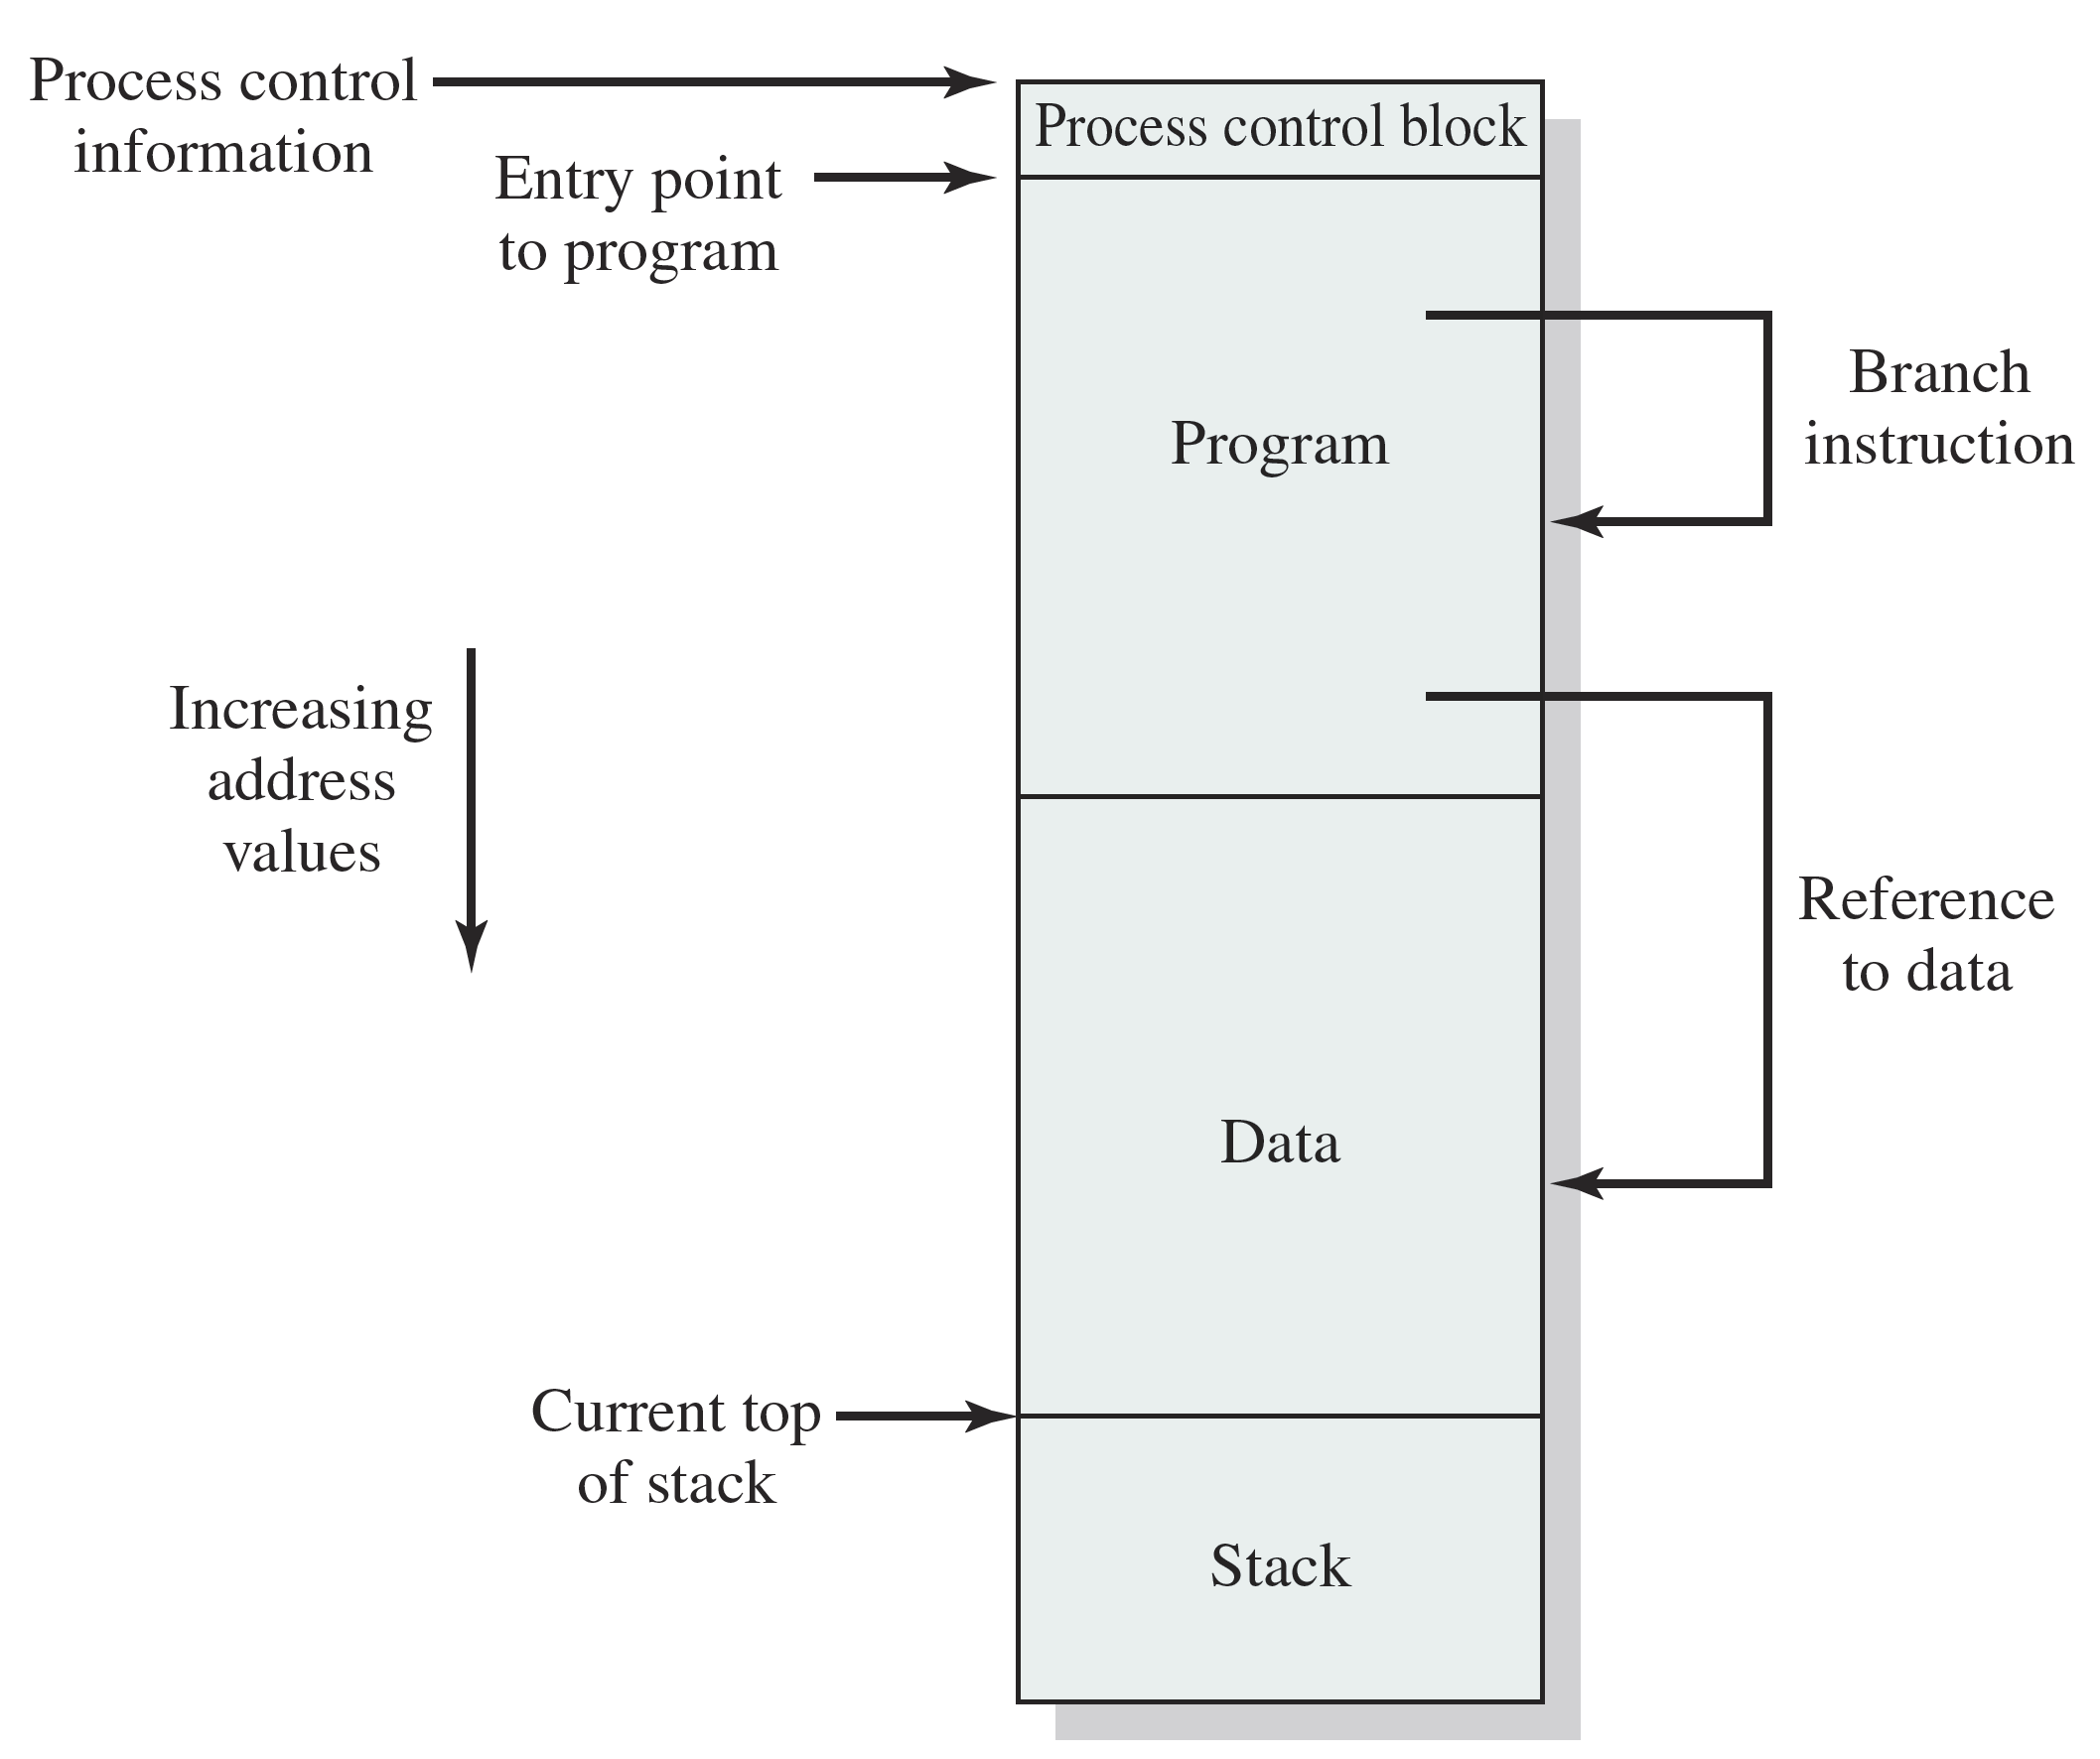 Process control
information
Process control block
Entry point
to program
Branch
instruction
Program
Increasing
address
values
Reference
to data
Data
Current top
of stack
Stack